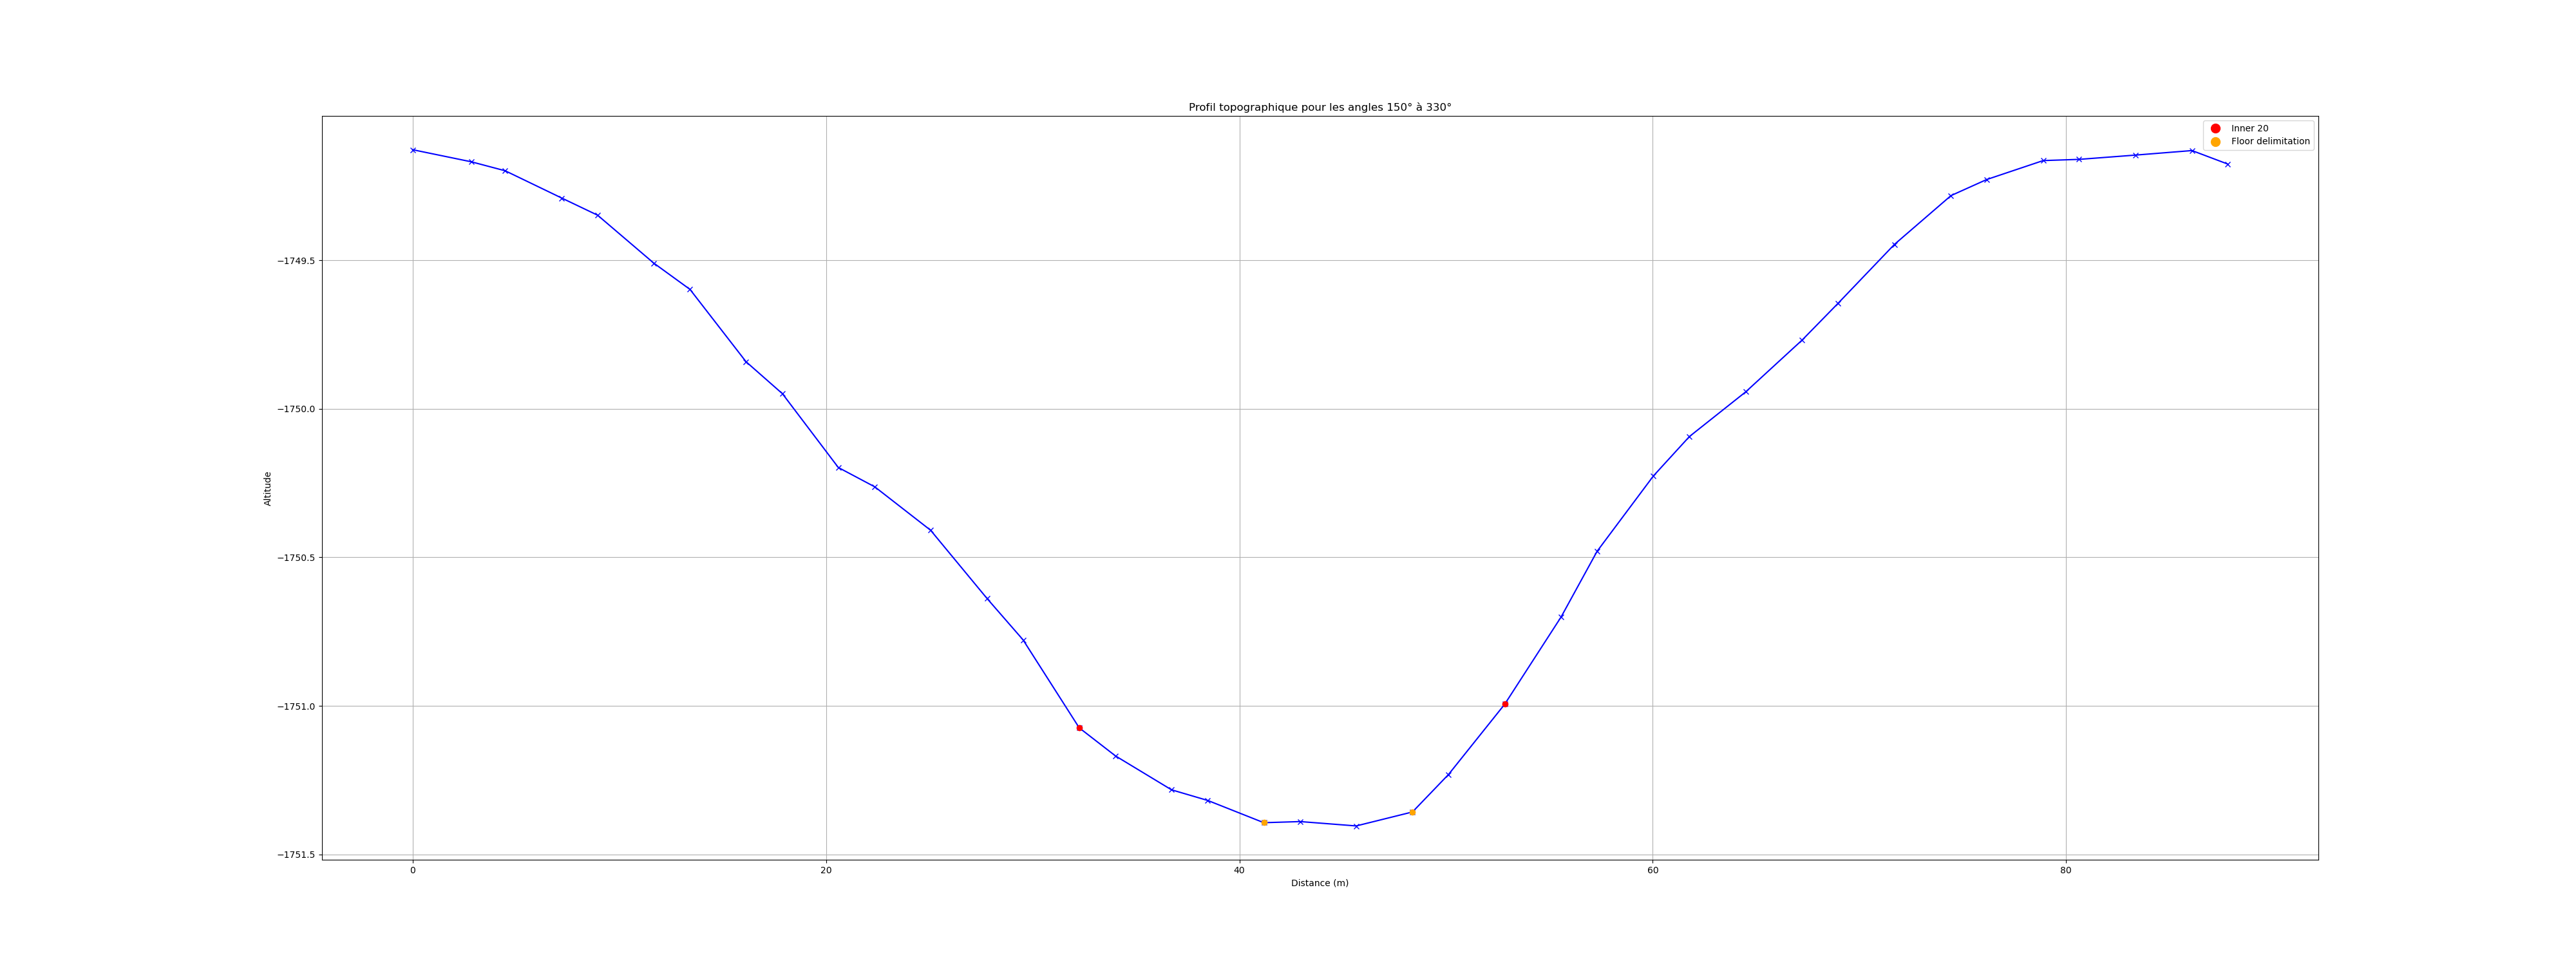 Profil topographique pour les angles 150° à 330°
Inner 20
Floor delimitation
−1749.5
−1750.0
−1750.5
−1751.0
−1751.5
Altitude
0 20 40 60 80
Distance (m)